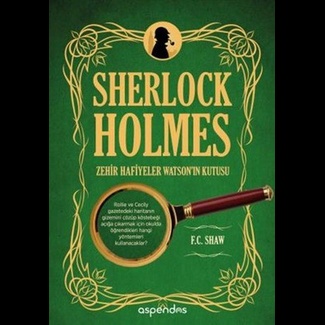 SHERLOCK
HOLMES
ZEHİR HAFİYELER WATSON'IN KUTUSU
Rollie ve Cecily
gazetedeki haritanın
gizemini çözüp köstebeği
açığa çıkarmak için okulda
öğrendikleri hangi
yöntemleri
kullanacaklar?
F.C. SHAW
aspendos